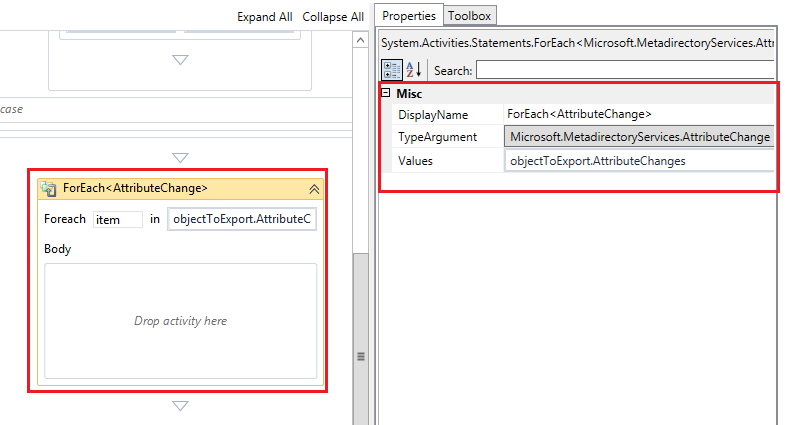 Expand All Collapse All
case
ForEach<AttributeChange>
Foreach item in objectToExport.AttributeC
Body
Drop activity here
Properties Toolbox
System.Activities.Statements.ForEach<Microsoft.MetadirectoryServices.Attr
Search:
Misc
DisplayName ForEach<AttributeChange>
TypeArgument Microsoft.MetadirectoryServices.AttributeChange
Values objectToExport.AttributeChanges